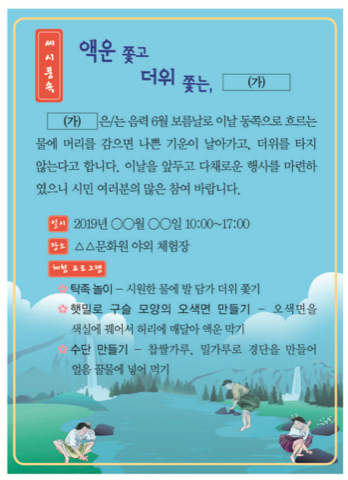 세시풍속
액운 쫓고
더위 쫓는, (가)
(가) 은/는 음력 6월 보름날로 이날 동쪽으로 흐르는
물에 머리를 감으면 나쁜 기운이 날아가고, 더위를 타지
않는다고 합니다. 이날을 앞두고 다채로운 행사를 마련하
였으니 시민 여러분의 많은 참여 바랍니다.
일시 2019년 ○○월 ○○일 10:00~17:00
장소 △△문화원 야외 체험장
체험 프로그램
☆ 탁족 놀이 – 시원한 물에 발 담가 더위 쫓기
☆ 햇밀로 구슬 모양의 오색면 만들기 – 오색면을
색실에 꿰어서 허리에 매달아 액운 막기
☆ 수단 만들기 – 찹쌀가루, 밀가루로 경단을 만들어
얼음 꿀물에 넣어 먹기